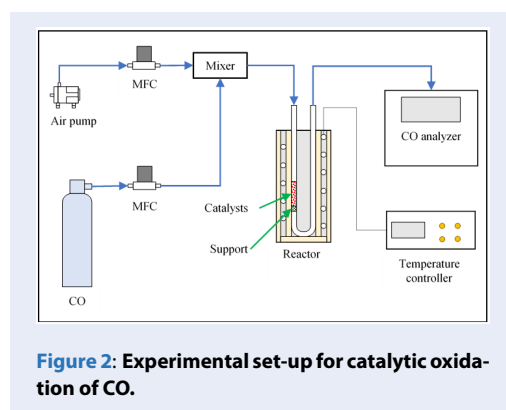 Mixer
MFC
Air pump
CO analyzer
MFC
Catalysts
Support
Reactor
CO
Temperature
controller
Figure 2: Experimental set-up for catalytic oxida-
tion of CO.